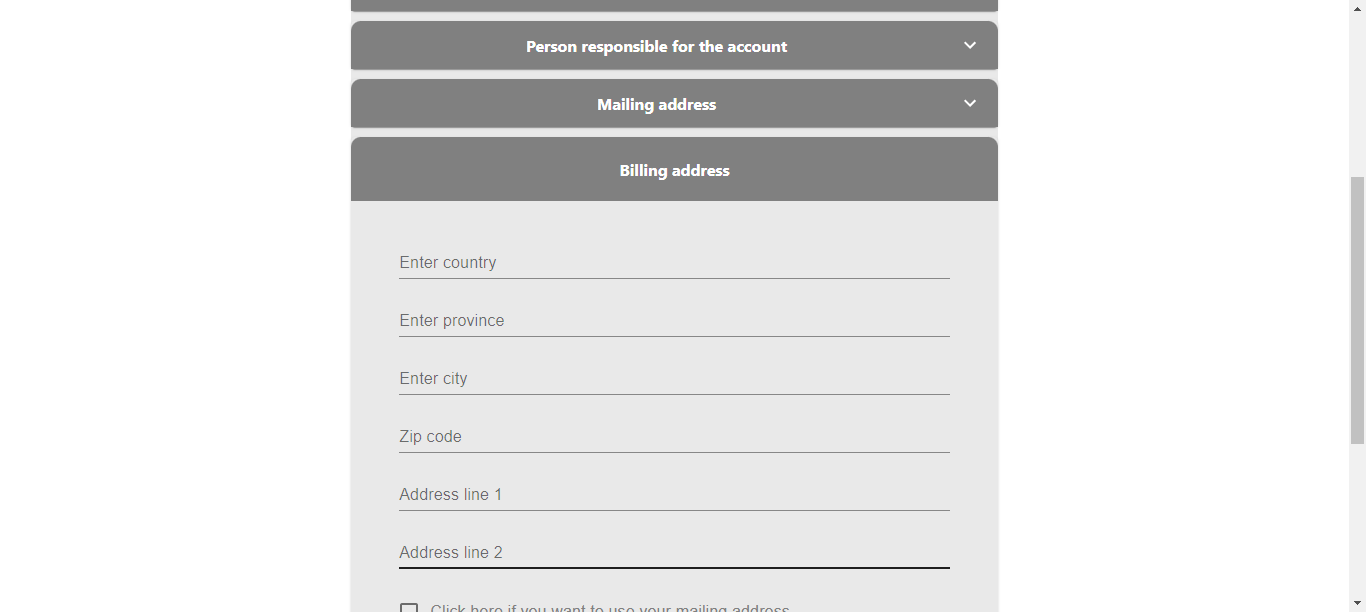 Person responsible for the account
Mailing address
Billing address
Enter country
Enter province
Enter city
Zip code
Address line 1
Address line 2
Click here if you want to use your mailing address